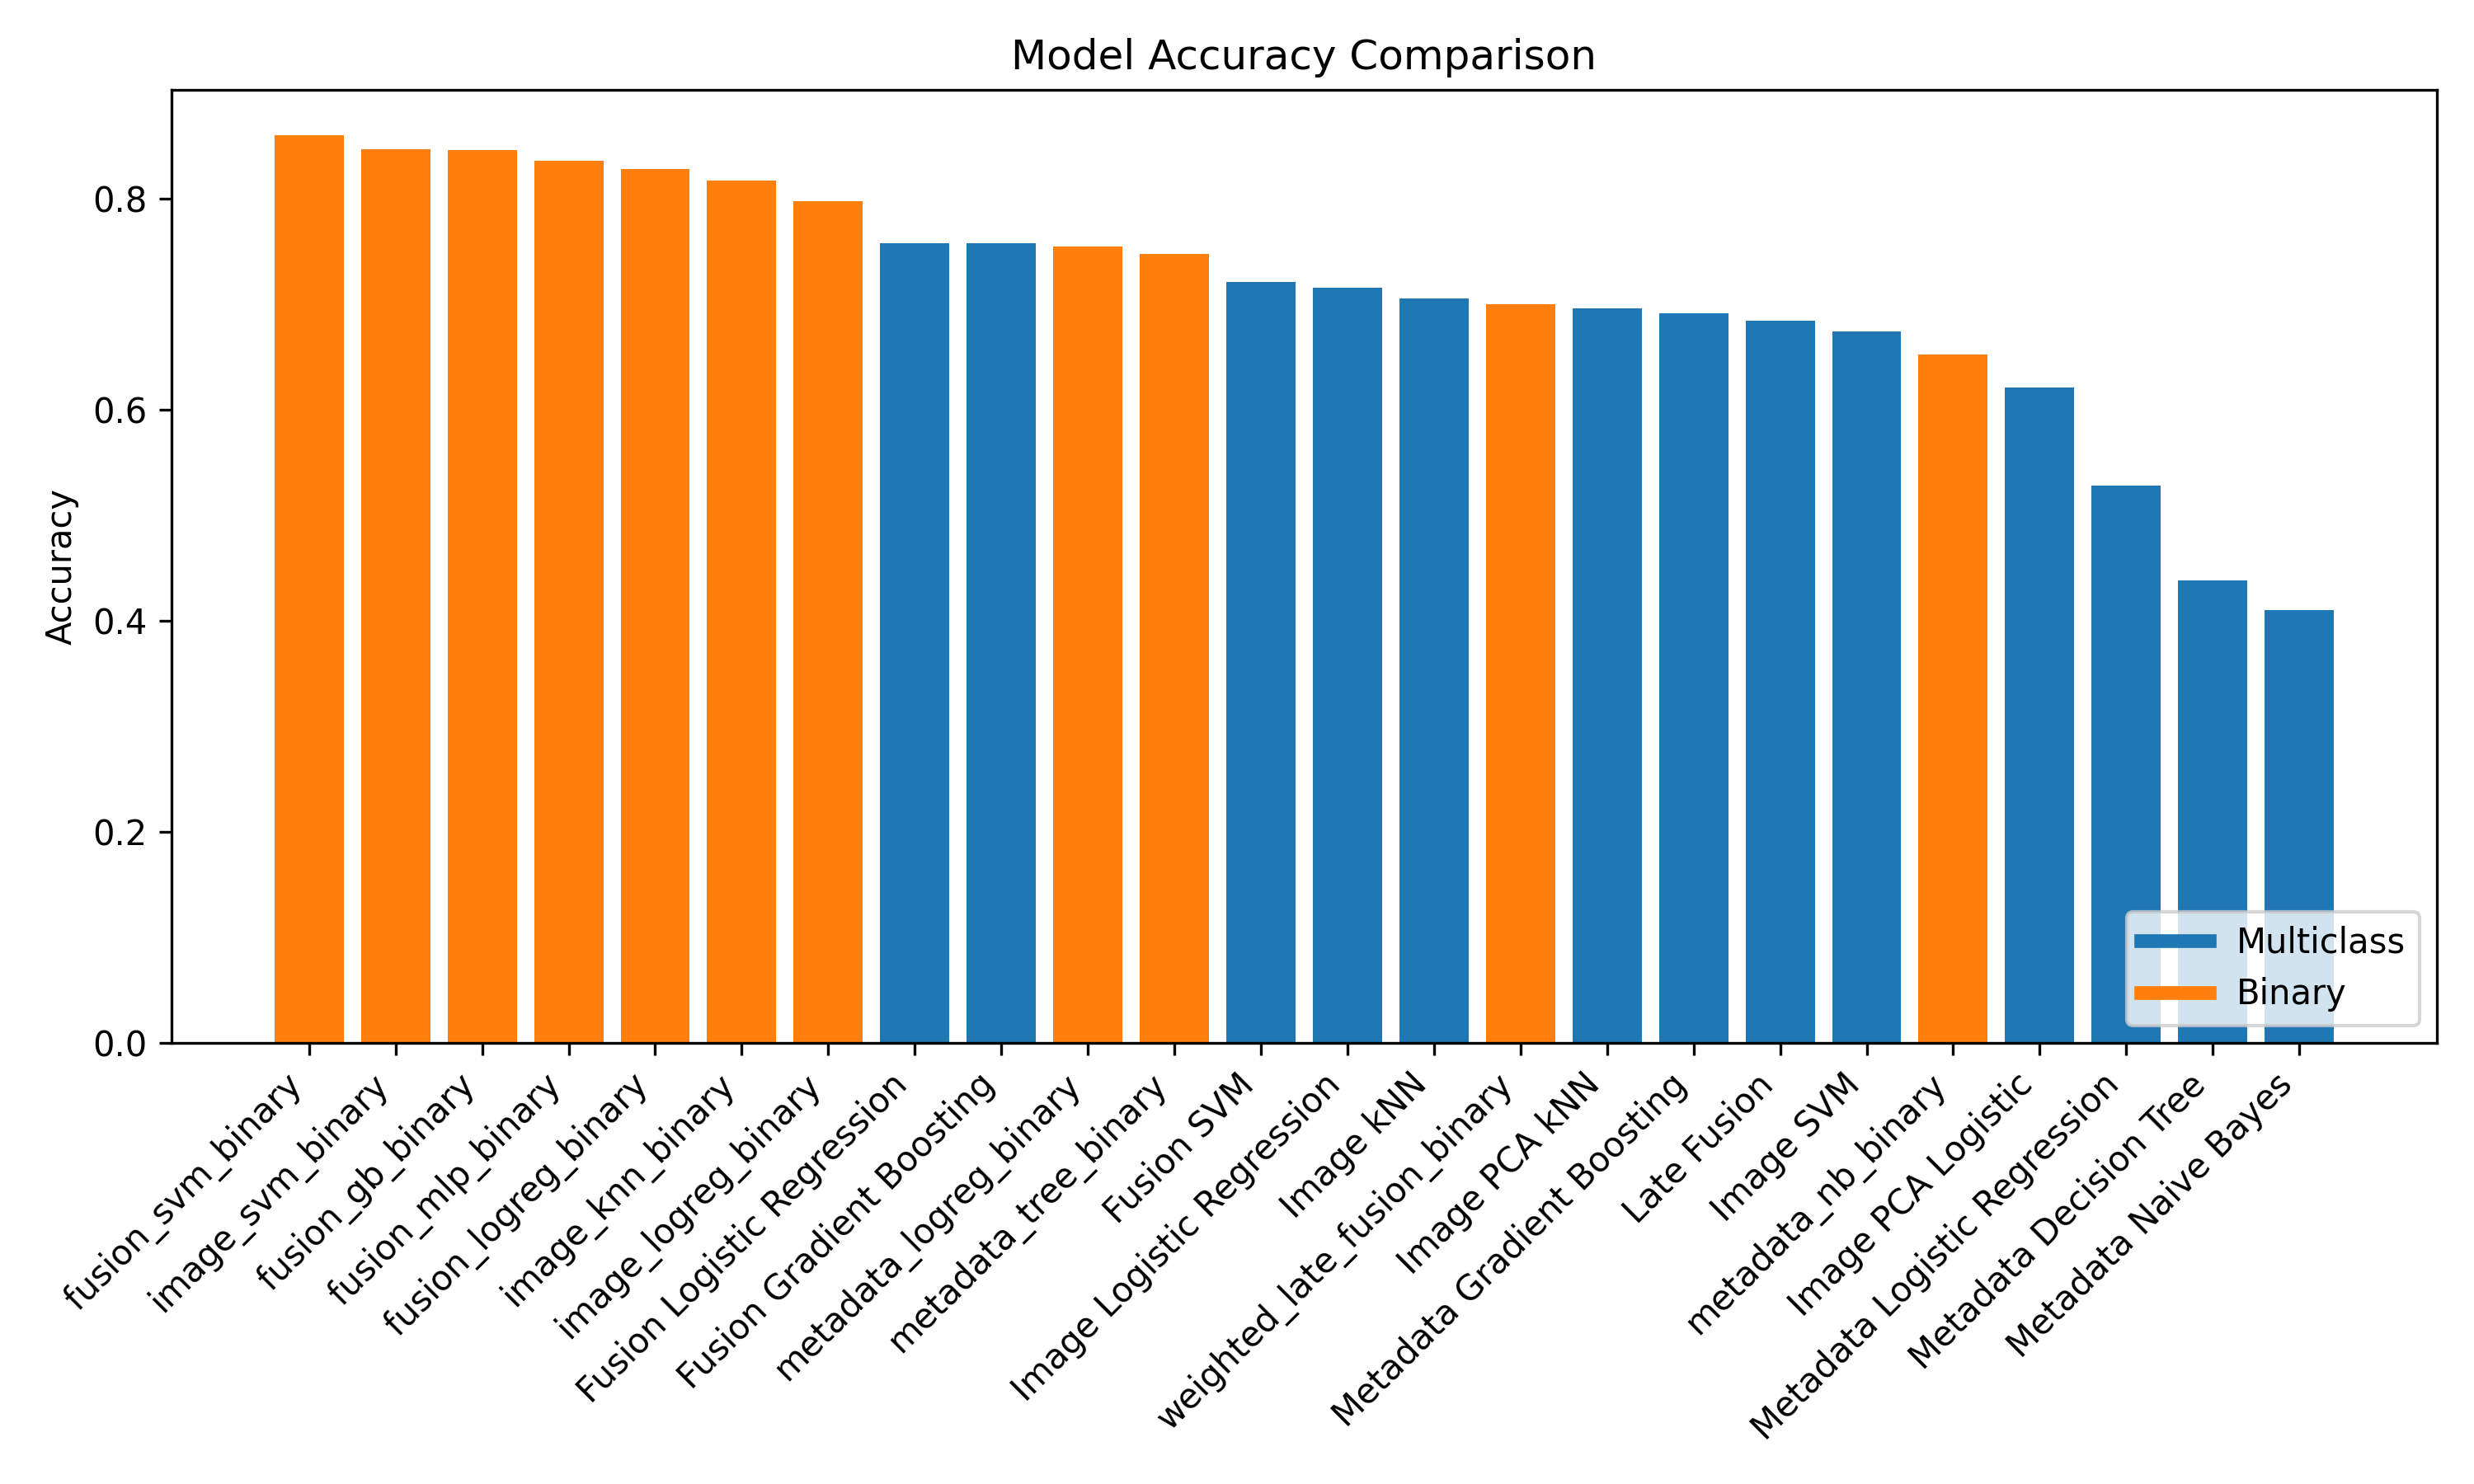 Model Accuracy Comparison
Accuracy
0.8
0.6
0.4
0.2
0.0
fusion_svm_binary
image_svm_binary
fusion_gb_binary
fusion_mlp_binary
fusion_logreg_binary
image_knn_binary
image_logreg_binary
Fusion Logistic Regression
Fusion Gradient Boosting
metadata_logreg_binary
metadata_tree_binary
Fusion SVM
Image Logistic Regression
Image kNN
weighted_late_fusion_binary
Image PCA kNN
Metadata Gradient Boosting
Late Fusion
Image SVM
metadata_nb_binary
Image PCA Logistic
Metadata Logistic Regression
Metadata Decision Tree
Metadata Naive Bayes
Multiclass
Binary